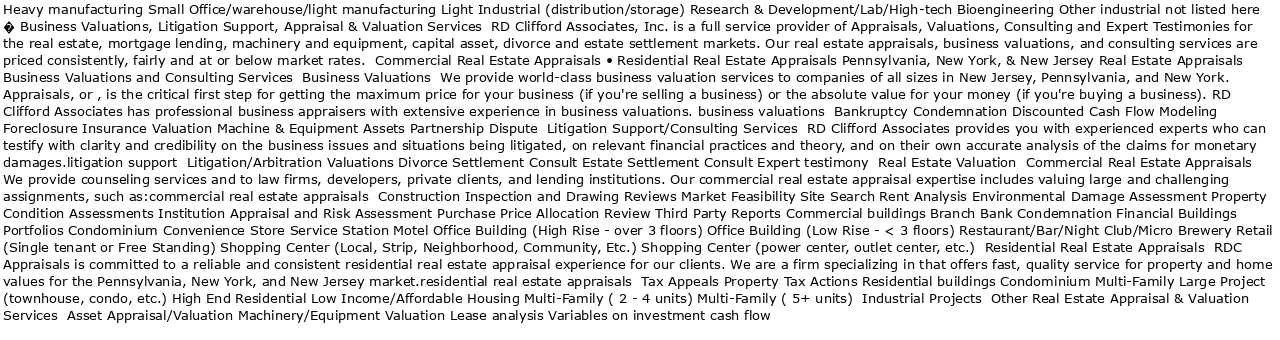 Heavy manufacturing Small Office/warehouse/light manufacturing Light Industrial (distribution/storage) Research & Development/Lab/High-tech Bioengineering Other industrial not listed here
� Business Valuations, Litigation Support, Appraisal & Valuation Services  RD Clifford Associates, Inc. is a full service provider of Appraisals, Valuations, Consulting and Expert Testimonies for
the real estate, mortgage lending, machinery and equipment, capital asset, divorce and estate settlement markets. Our real estate appraisals, business valuations, and consulting services are
priced consistently, fairly and at or below market rates.  Commercial Real Estate Appraisals • Residential Real Estate Appraisals Pennsylvania, New York, & New Jersey Real Estate Appraisals
Business Valuations and Consulting Services  Business Valuations  We provide world-class business valuation services to companies of all sizes in New Jersey, Pennsylvania, and New York.
Appraisals, or , is the critical first step for getting the maximum price for your business (if you're selling a business) or the absolute value for your money (if you're buying a business). RD
Clifford Associates has professional business appraisers with extensive experience in business valuations. business valuations  Bankruptcy Condemnation Discounted Cash Flow Modeling
Foreclosure Insurance Valuation Machine & Equipment Assets Partnership Dispute  Litigation Support/Consulting Services  RD Clifford Associates provides you with experienced experts who can
testify with clarity and credibility on the business issues and situations being litigated, on relevant financial practices and theory, and on their own accurate analysis of the claims for monetary
damages.litigation support  Litigation/Arbitration Valuations Divorce Settlement Consult Estate Settlement Consult Expert testimony  Real Estate Valuation  Commercial Real Estate Appraisals
We provide counseling services and to law firms, developers, private clients, and lending institutions. Our commercial real estate appraisal expertise includes valuing large and challenging
assignments, such as:commercial real estate appraisals  Construction Inspection and Drawing Reviews Market Feasibility Site Search Rent Analysis Environmental Damage Assessment Property
Condition Assessments Institution Appraisal and Risk Assessment Purchase Price Allocation Review Third Party Reports Commercial buildings Branch Bank Condemnation Financial Buildings
Portfolios Condominium Convenience Store Service Station Motel Office Building (High Rise - over 3 floors) Office Building (Low Rise - < 3 floors) Restaurant/Bar/Night Club/Micro Brewery Retail
(Single tenant or Free Standing) Shopping Center (Local, Strip, Neighborhood, Community, Etc.) Shopping Center (power center, outlet center, etc.)  Residential Real Estate Appraisals  RDC
Appraisals is committed to a reliable and consistent residential real estate appraisal experience for our clients. We are a firm specializing in that offers fast, quality service for property and home
values for the Pennsylvania, New York, and New Jersey market.residential real estate appraisals  Tax Appeals Property Tax Actions Residential buildings Condominium Multi-Family Large Project
(townhouse, condo, etc.) High End Residential Low Income/Affordable Housing Multi-Family ( 2 - 4 units) Multi-Family ( 5+ units)  Industrial Projects  Other Real Estate Appraisal & Valuation
Services  Asset Appraisal/Valuation Machinery/Equipment Valuation Lease analysis Variables on investment cash flow